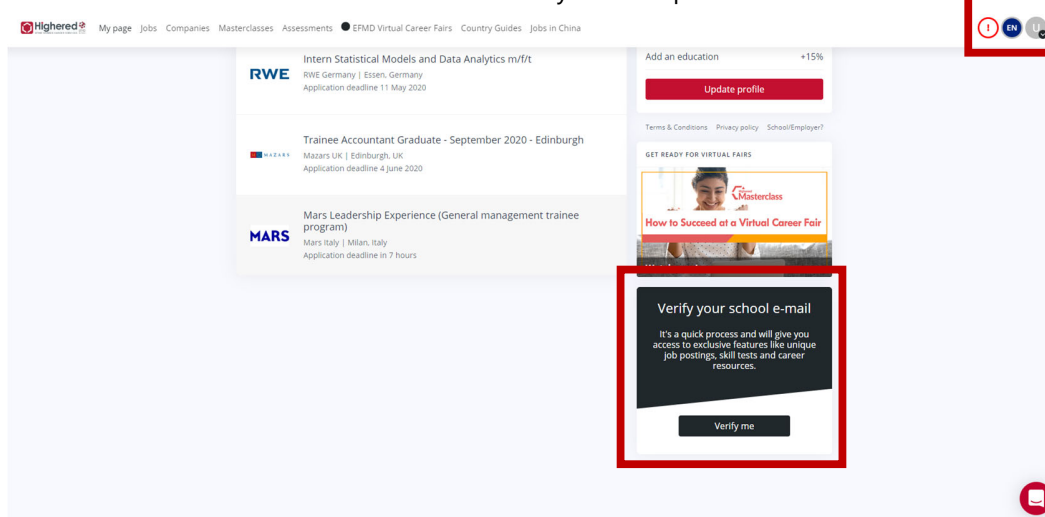 Highered
My page Jobs Companies Masterclasses Assessments EFMD Virtual Career Fairs Country Guides Jobs in China
! EN U
RWE
Intern Statistical Models and Data Analytics m/f/t
RWE Germany | Essen, Germany
Application deadline 11 May 2020
MAZARS
Trainee Accountant Graduate - September 2020 - Edinburgh
Mazars UK | Edinburgh, UK
Application deadline 4 June 2020
MARS
Mars Leadership Experience (General management trainee
program)
Mars Italy | Milan, Italy
Application deadline in 7 hours
Add an education +15%
Update profile
Terms & Conditions Privacy policy School/Employer?
GET READY FOR VIRTUAL FAIRS
Masterclass
How to Succeed at a Virtual Career Fair
Verify your school e-mail
It's a quick process and will give you
access to exclusive features like unique
job postings, skill tests and career
resources.
Verify me